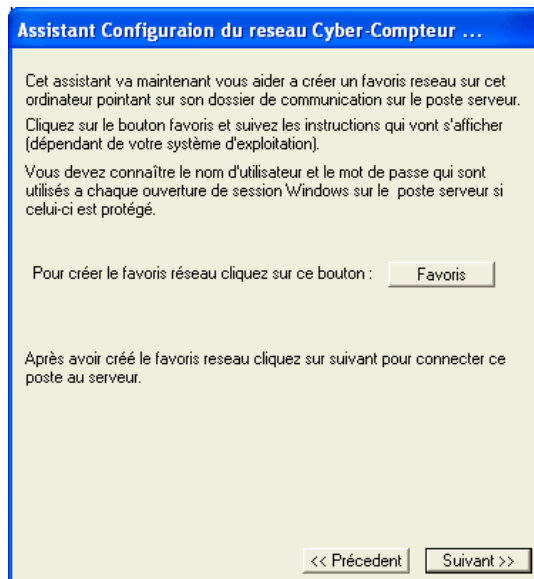 Assistant Configuraion du reseau Cyber-Compteur ...
Cet assistant va maintenant vous aider a créer un favoris reseau sur cet
ordinateur pointant sur son dossier de communication sur le poste serveur.
Cliquez sur le bouton favoris et suivez les instructions qui vont s'afficher
(dépendant de votre système d'exploitation).
Vous devez connaître le nom d'utilisateur et le mot de passe qui sont
utilisés a chaque ouverture de session Windows sur le poste serveur si
celui-ci est protégé.
Pour créer le favoris réseau cliquez sur ce bouton : Favoris
Après avoir créé le favoris reseau cliquez sur suivant pour connecter ce
poste au serveur.
<< Précedent Suivant >>